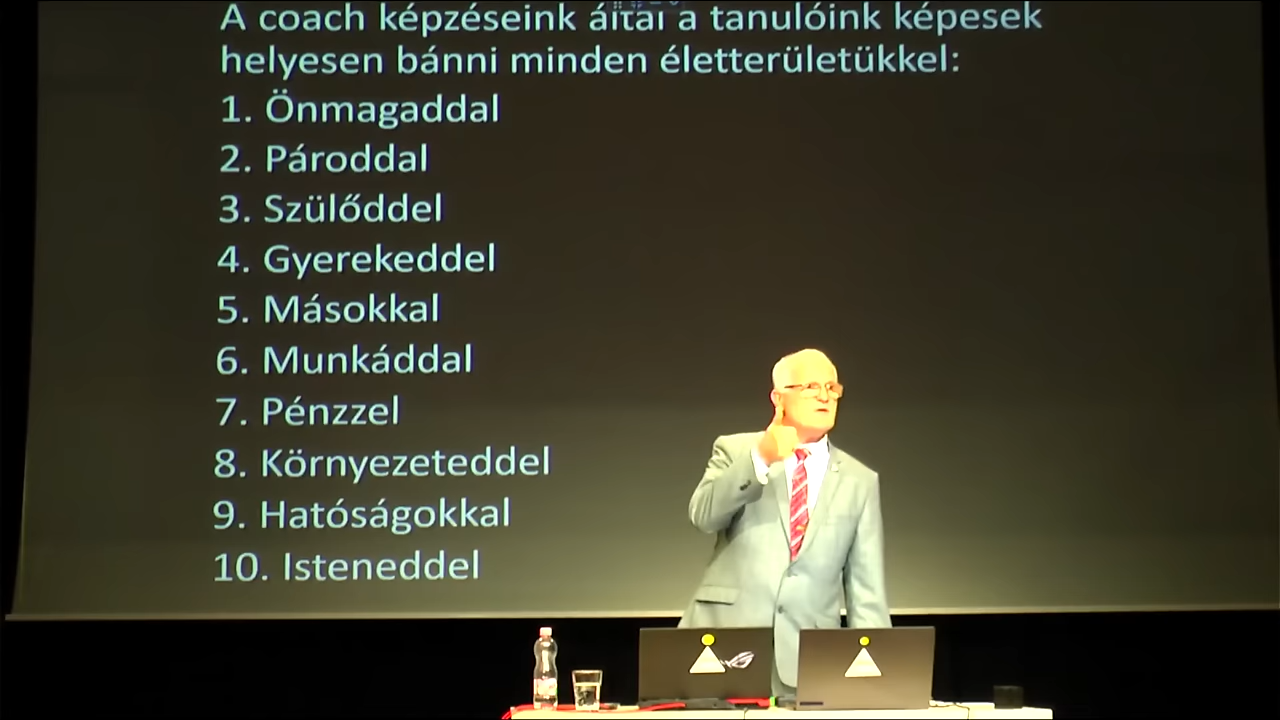 A coach képzéseink által a tanulóink képesek
helyesen bánni minden életterületükkel:
1. Önmagaddal
2. Pároddal
3. Szülőddel
4. Gyerekeddel
5. Másokkal
6. Munkáddal
7. Pénzzel
8. Környezeteddel
9. Hatóságokkal
10. Isteneddel